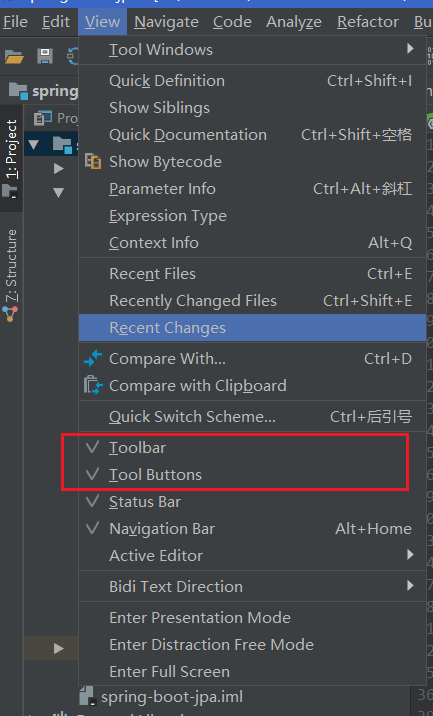 File Edit View Navigate Code Analyze Refactor
Tool Windows
Quick Definition Ctrl+Shift+I
Show Siblings
Quick Documentation Ctrl+Shift+空格
Show Bytecode
Parameter Info Ctrl+Alt+斜杠
Expression Type
Context Info Alt+Q
Recent Files Ctrl+E
Recently Changed Files Ctrl+Shift+E
Recent Changes
Compare With... Ctrl+D
Compare with Clipboard
Quick Switch Scheme... Ctrl+后引号
Toolbar
Tool Buttons
Status Bar
Navigation Bar Alt+Home
Active Editor
Bidi Text Direction
Enter Presentation Mode
Enter Distraction Free Mode
Enter Full Screen
spring-boot-jpa.iml
spring
1: Project
Z: Structure